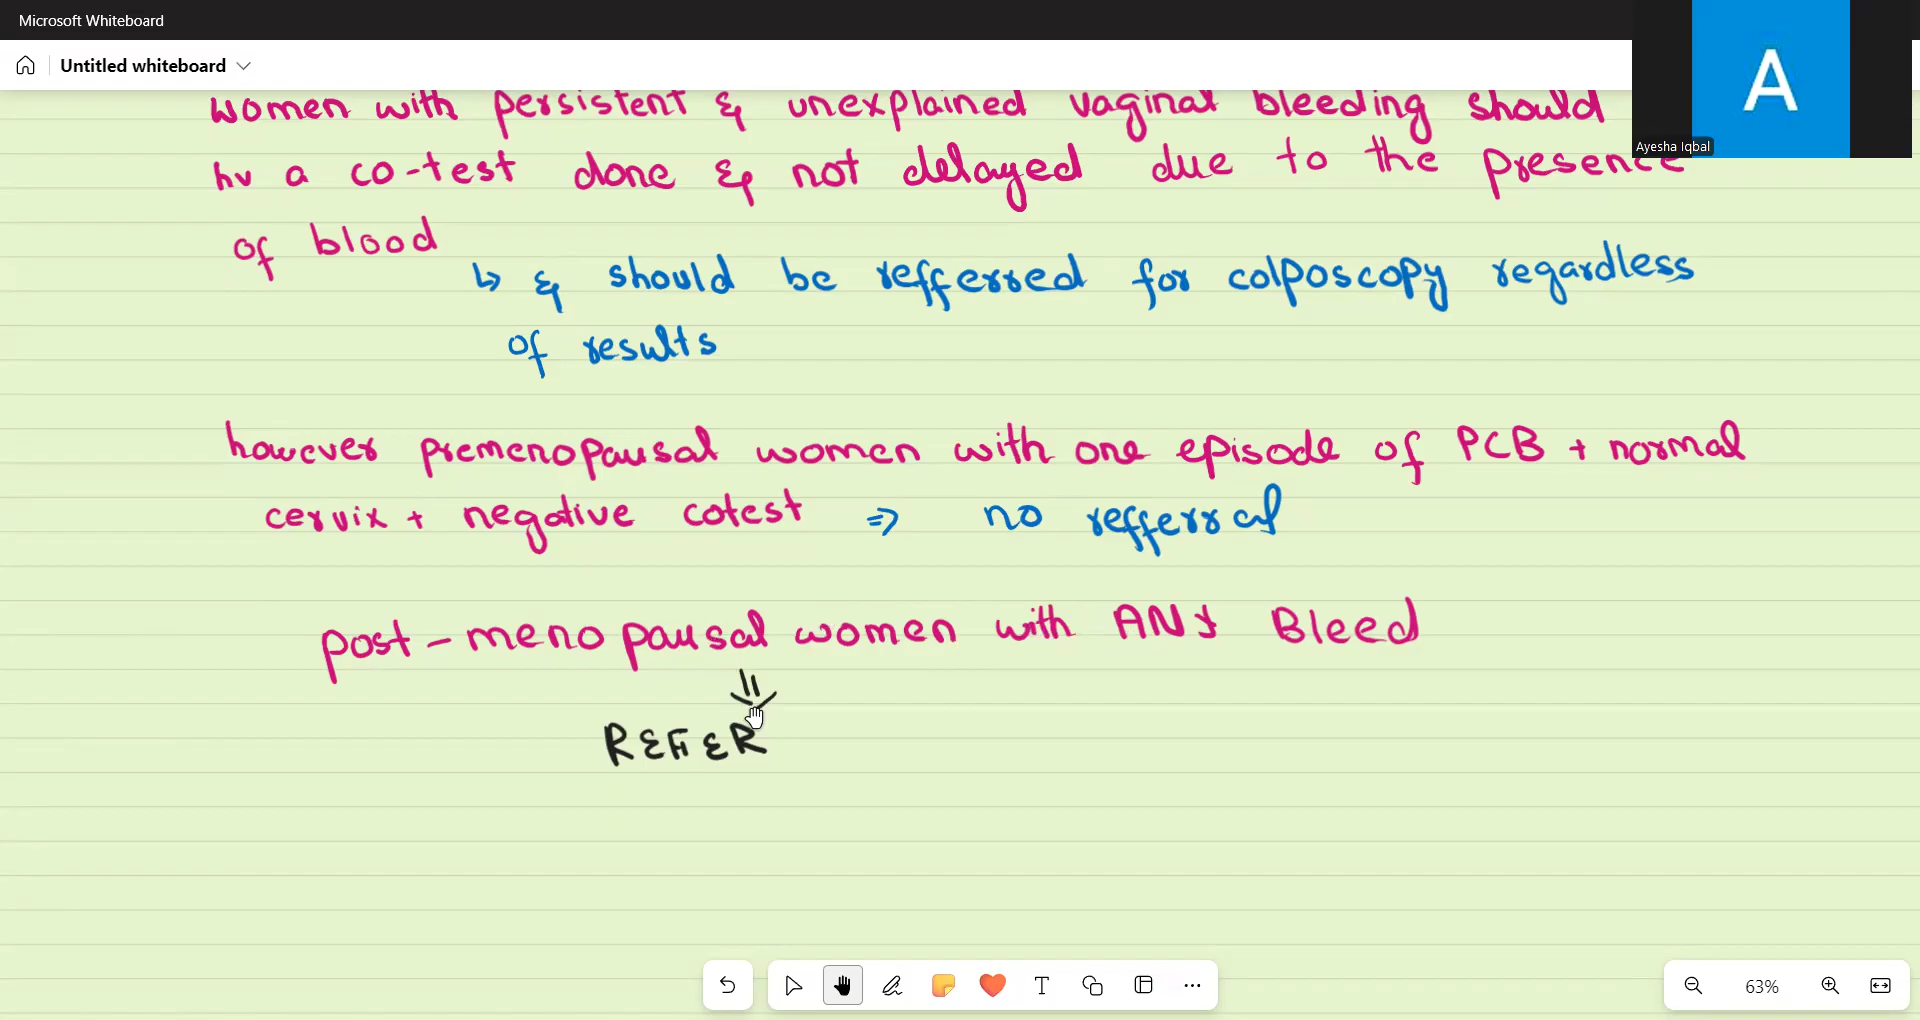 Microsoft Whiteboard
Untitled whiteboard
A
Ayesha Iqbal
women with persistent & unexplained vaginal bleeding should
hv a co-test done & not delayed due to the presence
of blood
↳ & should be refferred for colposcopy regardless
of results
however premenopausal women with one episode of PCB + normal
cervix + negative cotest ⇒ no refferral
post-menopausal women with ANY Bleed
⇓
REFER
63%